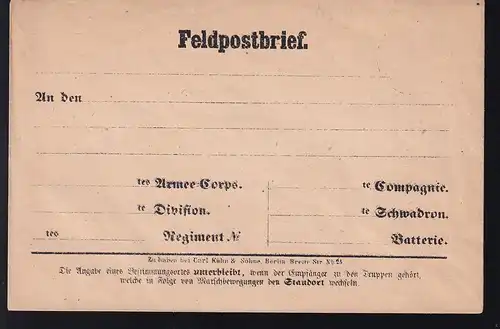 Feldpostbrief.
An den
tes Armee-Corps. te Compagnie.
te Division. te Schwadron.
tes Regiment № Batterie.
Zu haben bei Carl Kühn & Söhne, Berlin Breite Str. № 25
Die Angabe eines Bestimmungsortes unterbleibt, wenn der Empfänger zu den Truppen gehört,
welche in Folge von Marschbewegungen den Standort wechseln.